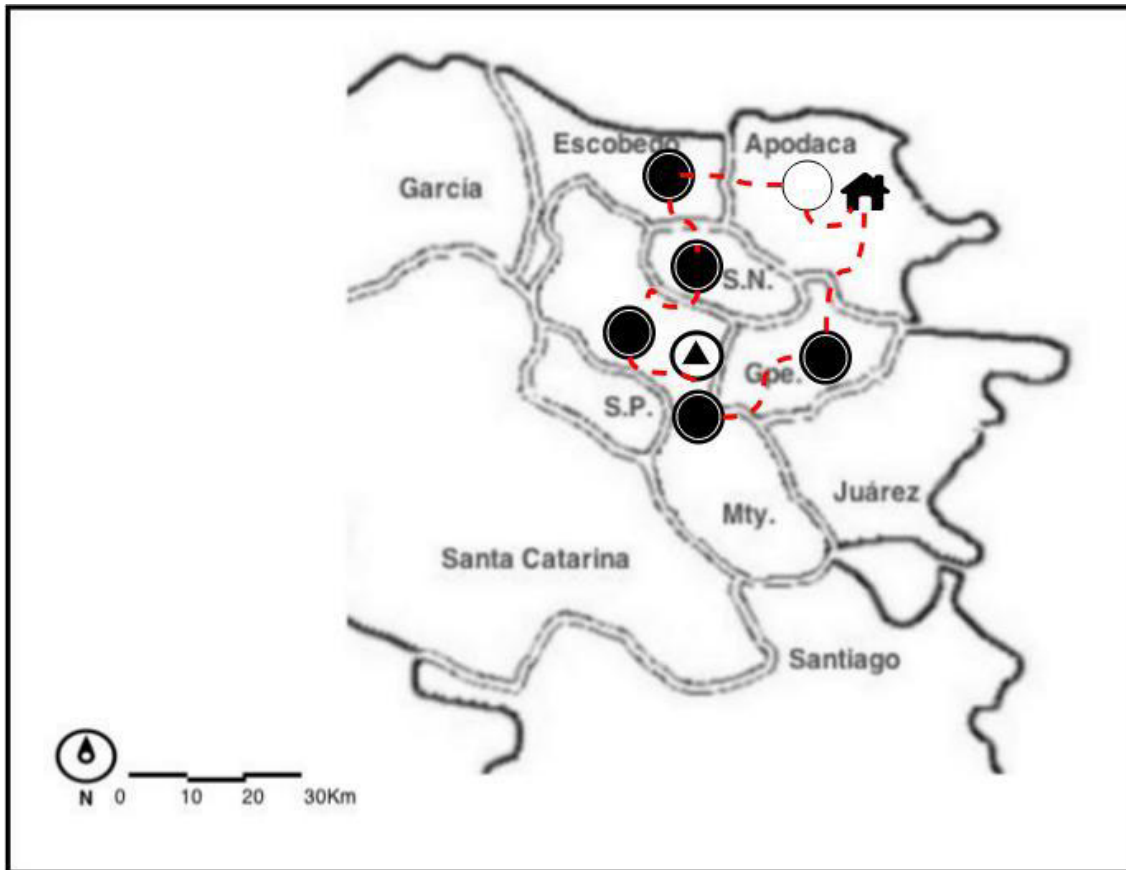 Escobedo
Apodaca
García
S.N.
Gpe.
S.P.
Juárez
Mty.
Santa Catarina
Santiago
N 0 10 20 30Km